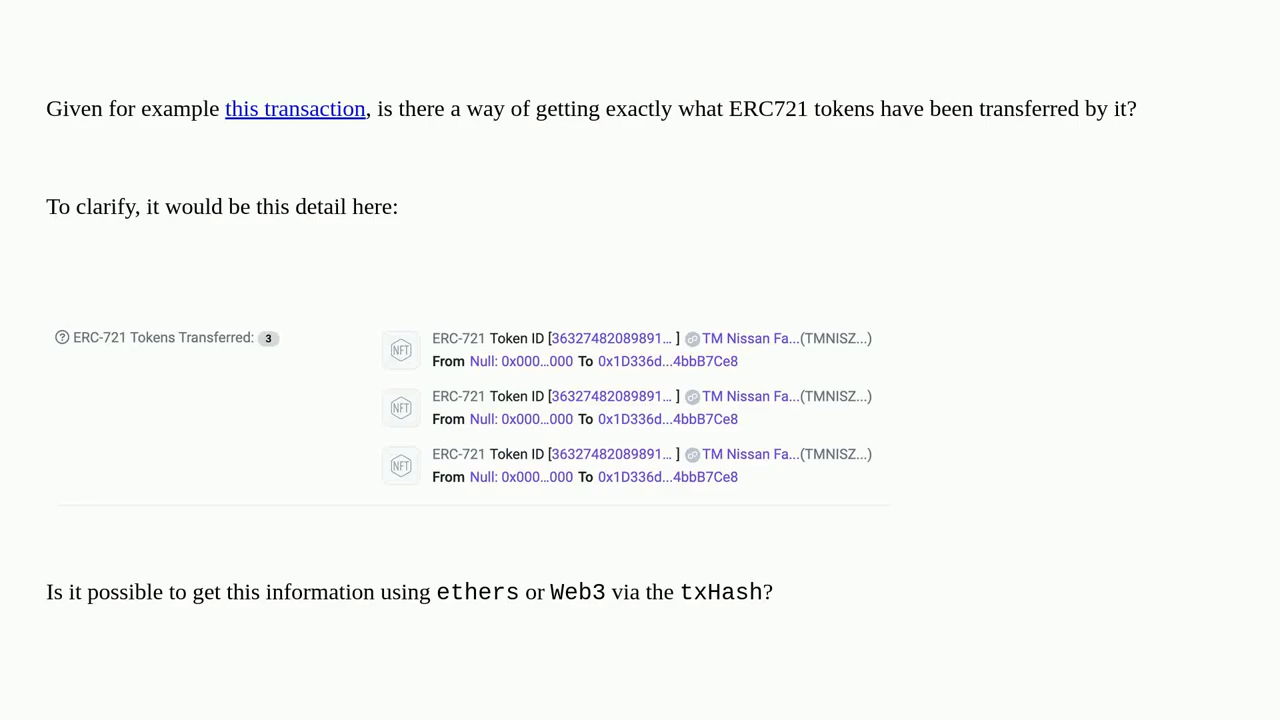 Given for example this transaction, is there a way of getting exactly what ERC721 tokens have been transferred by it?
To clarify, it would be this detail here:
ERC-721 Tokens Transferred: 3
NFT ERC-721 Token ID [36327482089891... ] TM Nissan Fa...(TMNISZ...)
From Null: 0x000...000 To 0x1D336d...4bbB7Ce8
NFT ERC-721 Token ID [36327482089891... ] TM Nissan Fa...(TMNISZ...)
From Null: 0x000...000 To 0x1D336d...4bbB7Ce8
NFT ERC-721 Token ID [36327482089891... ] TM Nissan Fa...(TMNISZ...)
From Null: 0x000...000 To 0x1D336d...4bbB7Ce8
Is it possible to get this information using ethers or Web3 via the txHash?